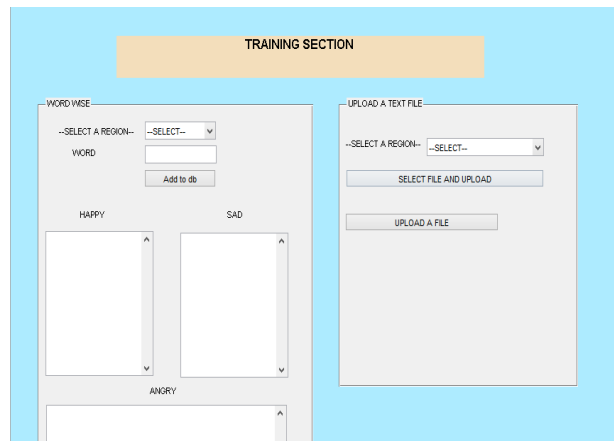 TRAINING SECTION
WORD WISE
--SELECT A REGION--
--SELECT--
WORD
Add to db
HAPPY
SAD
ANGRY
UPLOAD A TEXT FILE
--SELECT A REGION--
--SELECT--
SELECT FILE AND UPLOAD
UPLOAD A FILE